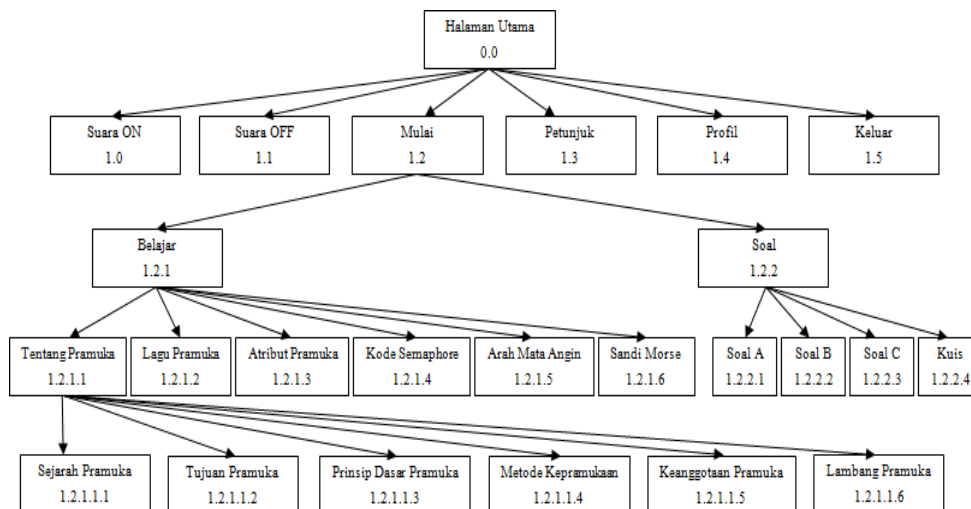 Halaman Utama
0.0
Suara ON
1.0
Suara OFF
1.1
Mulai
1.2
Petunjuk
1.3
Profil
1.4
Keluar
1.5
Belajar
1.2.1
Soal
1.2.2
Tentang Pramuka
1.2.1.1
Lagu Pramuka
1.2.1.2
Atribut Pramuka
1.2.1.3
Kode Semaphore
1.2.1.4
Arah Mata Angin
1.2.1.5
Sandi Morse
1.2.1.6
Soal A
1.2.2.1
Soal B
1.2.2.2
Soal C
1.2.2.3
Kuis
1.2.2.4
Sejarah Pramuka
1.2.1.1.1
Tujuan Pramuka
1.2.1.1.2
Prinsip Dasar Pramuka
1.2.1.1.3
Metode Kepramukaan
1.2.1.1.4
Keanggotaan Pramuka
1.2.1.1.5
Lambang Pramuka
1.2.1.1.6